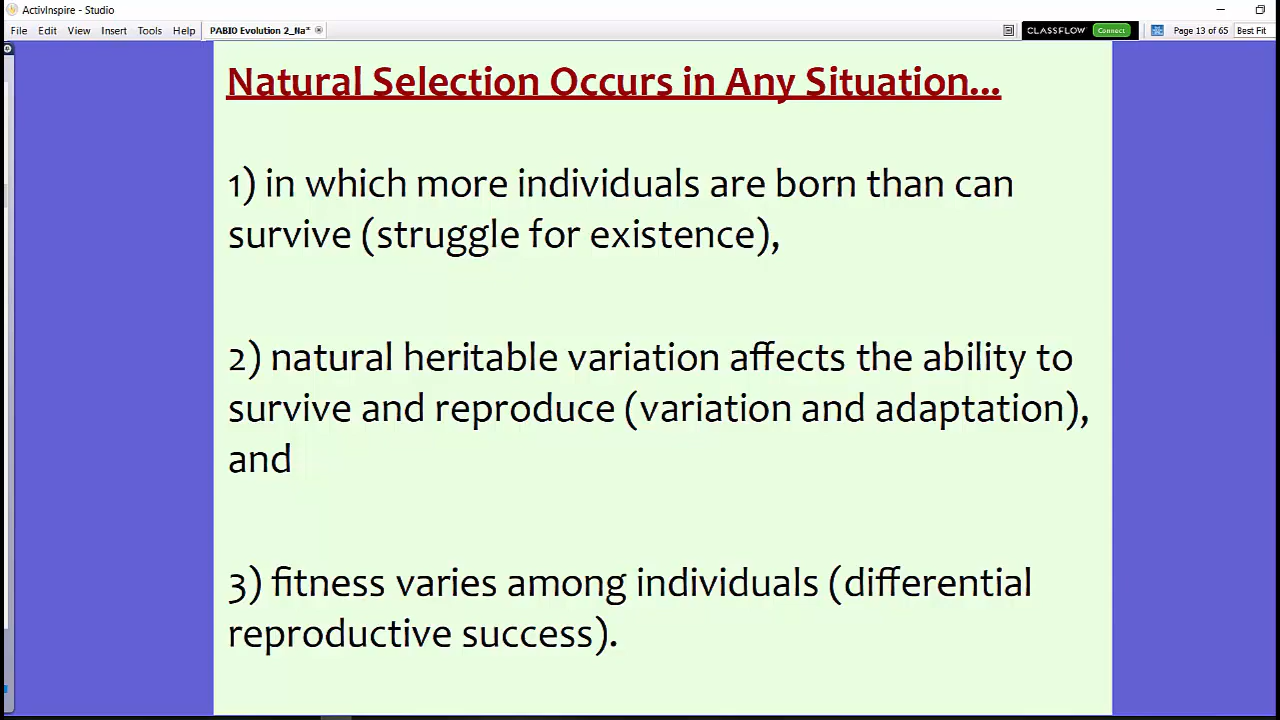 ActivInspire - Studio
File Edit View Insert Tools Help PABIO Evolution 2_Na* CLASSFLOW Connect Page 13 of 65 Best Fit
Natural Selection Occurs in Any Situation...
1) in which more individuals are born than can
survive (struggle for existence),
2) natural heritable variation affects the ability to
survive and reproduce (variation and adaptation),
and
3) fitness varies among individuals (differential
reproductive success).